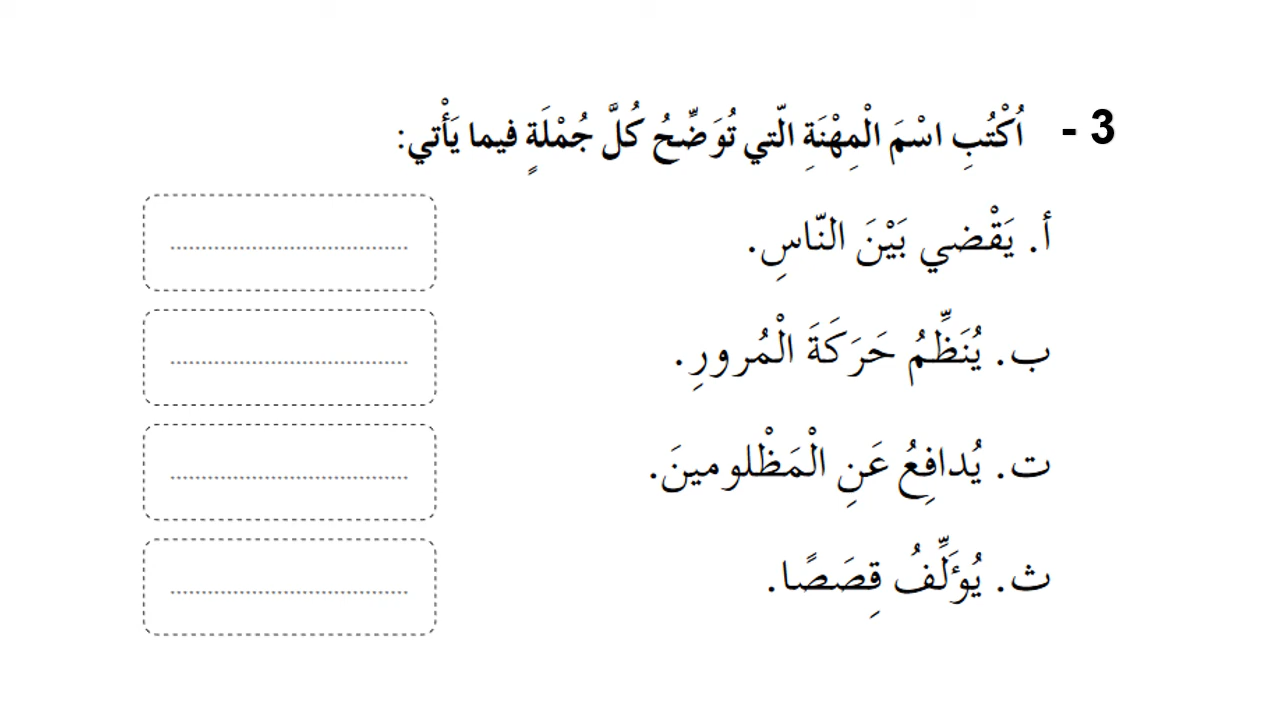 3 - اُكْتُبِ اسْمَ الْمِهْنَةِ الّتي تُوَضِّحُ كُلَّ جُمْلَةٍ فيما يَأْتي:
أ. يَقْضي بَيْنَ النّاسِ.
ب. يُنَظِّمُ حَرَكَةَ الْمُرورِ.
ت. يُدافِعُ عَنِ الْمَظْلومينَ.
ث. يُؤَلِّفُ قِصَصًا.